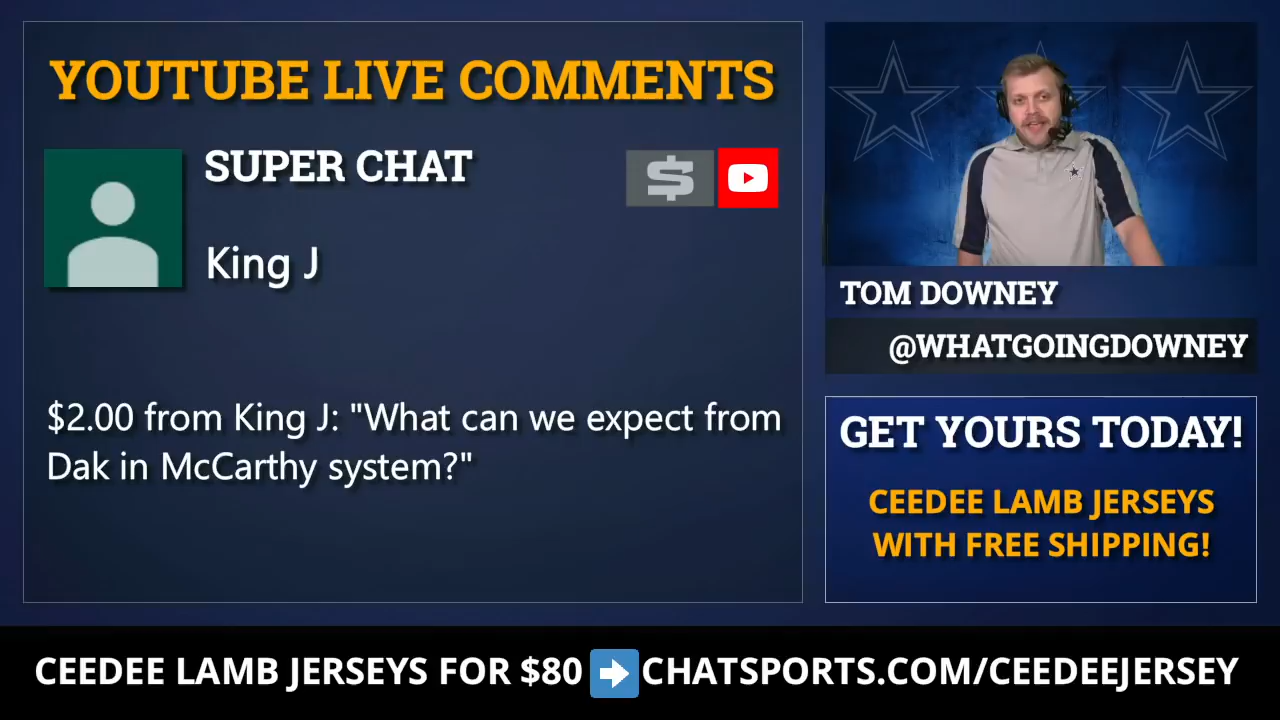 YOUTUBE LIVE COMMENTS
SUPER CHAT
King J
$2.00 from King J: "What can we expect from
Dak in McCarthy system?"
TOM DOWNEY
@WHATGOINGDOWNEY
GET YOURS TODAY!
CEEDEE LAMB JERSEYS
WITH FREE SHIPPING!
CEEDEE LAMB JERSEYS FOR $80 ➡ CHATSPORTS.COM/CEEDEEJERSEY